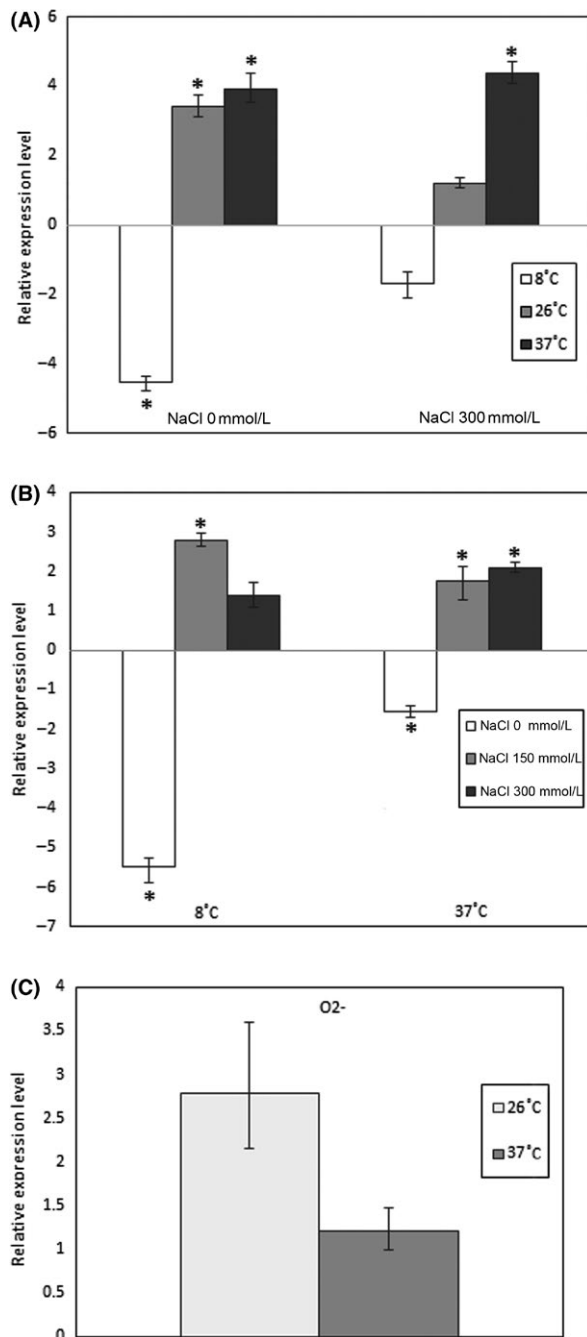 (A)
Relative expression level
6
4
2
0
−2
−4
−6
* * *
*
8°C
26°C
37°C
NaCl 0 mmol/L NaCl 300 mmol/L
(B)
Relative expression level
4
3
2
1
0
−1
−2
−3
−4
−5
−6
−7
* * *
* *
NaCl 0 mmol/L
NaCl 150 mmol/L
NaCl 300 mmol/L
8°C 37°C
(C)
Relative expression level
4
3.5
3
2.5
2
1.5
1
0.5
0
O2-
26°C
37°C